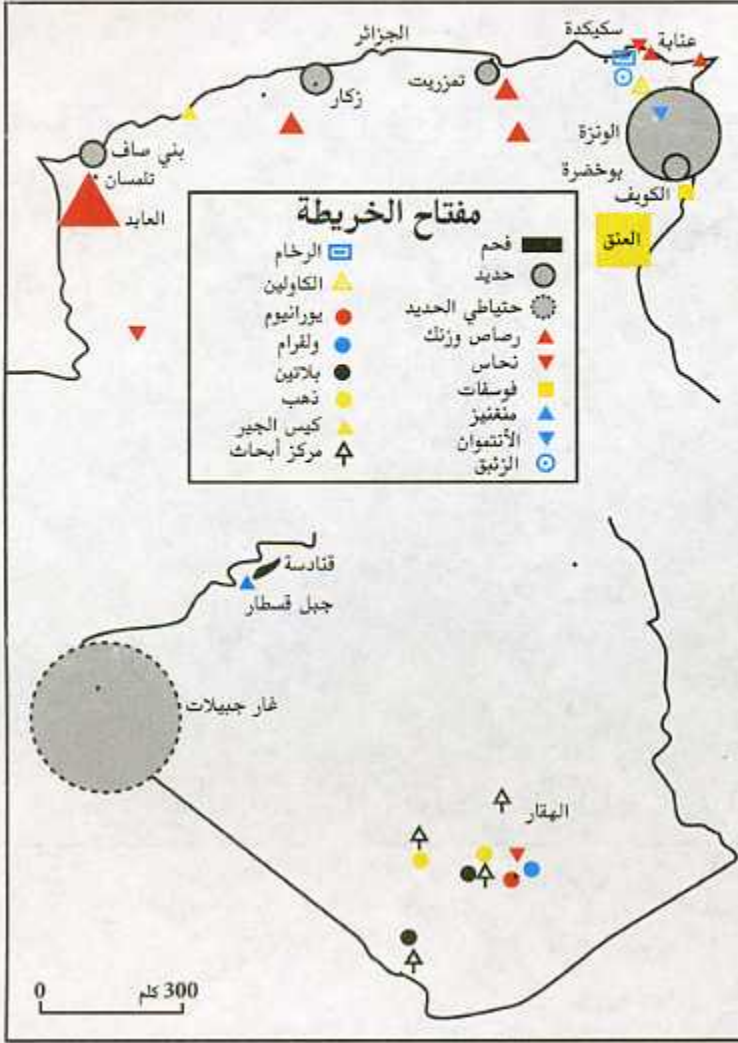 سكيكدة
عنابة
الجزائر
تمزريت
زكار
الونزة
بني صاف
تلمسان
العابد
بوخضرة
الكويف
العنق
مفتاح الخريطة
فحم
حديد
حتياطي الحديد
رصاص وزنك
نحاس
فوسفات
منغنيز
الأنتموان
الزئبق
الرخام
الكاولين
يورانيوم
ولفرام
بلاتين
ذهب
كيس الجير
مركز أبحاث
قنادسة
جبل قسطار
غار جبيلات
الهقار
0 300 كلم